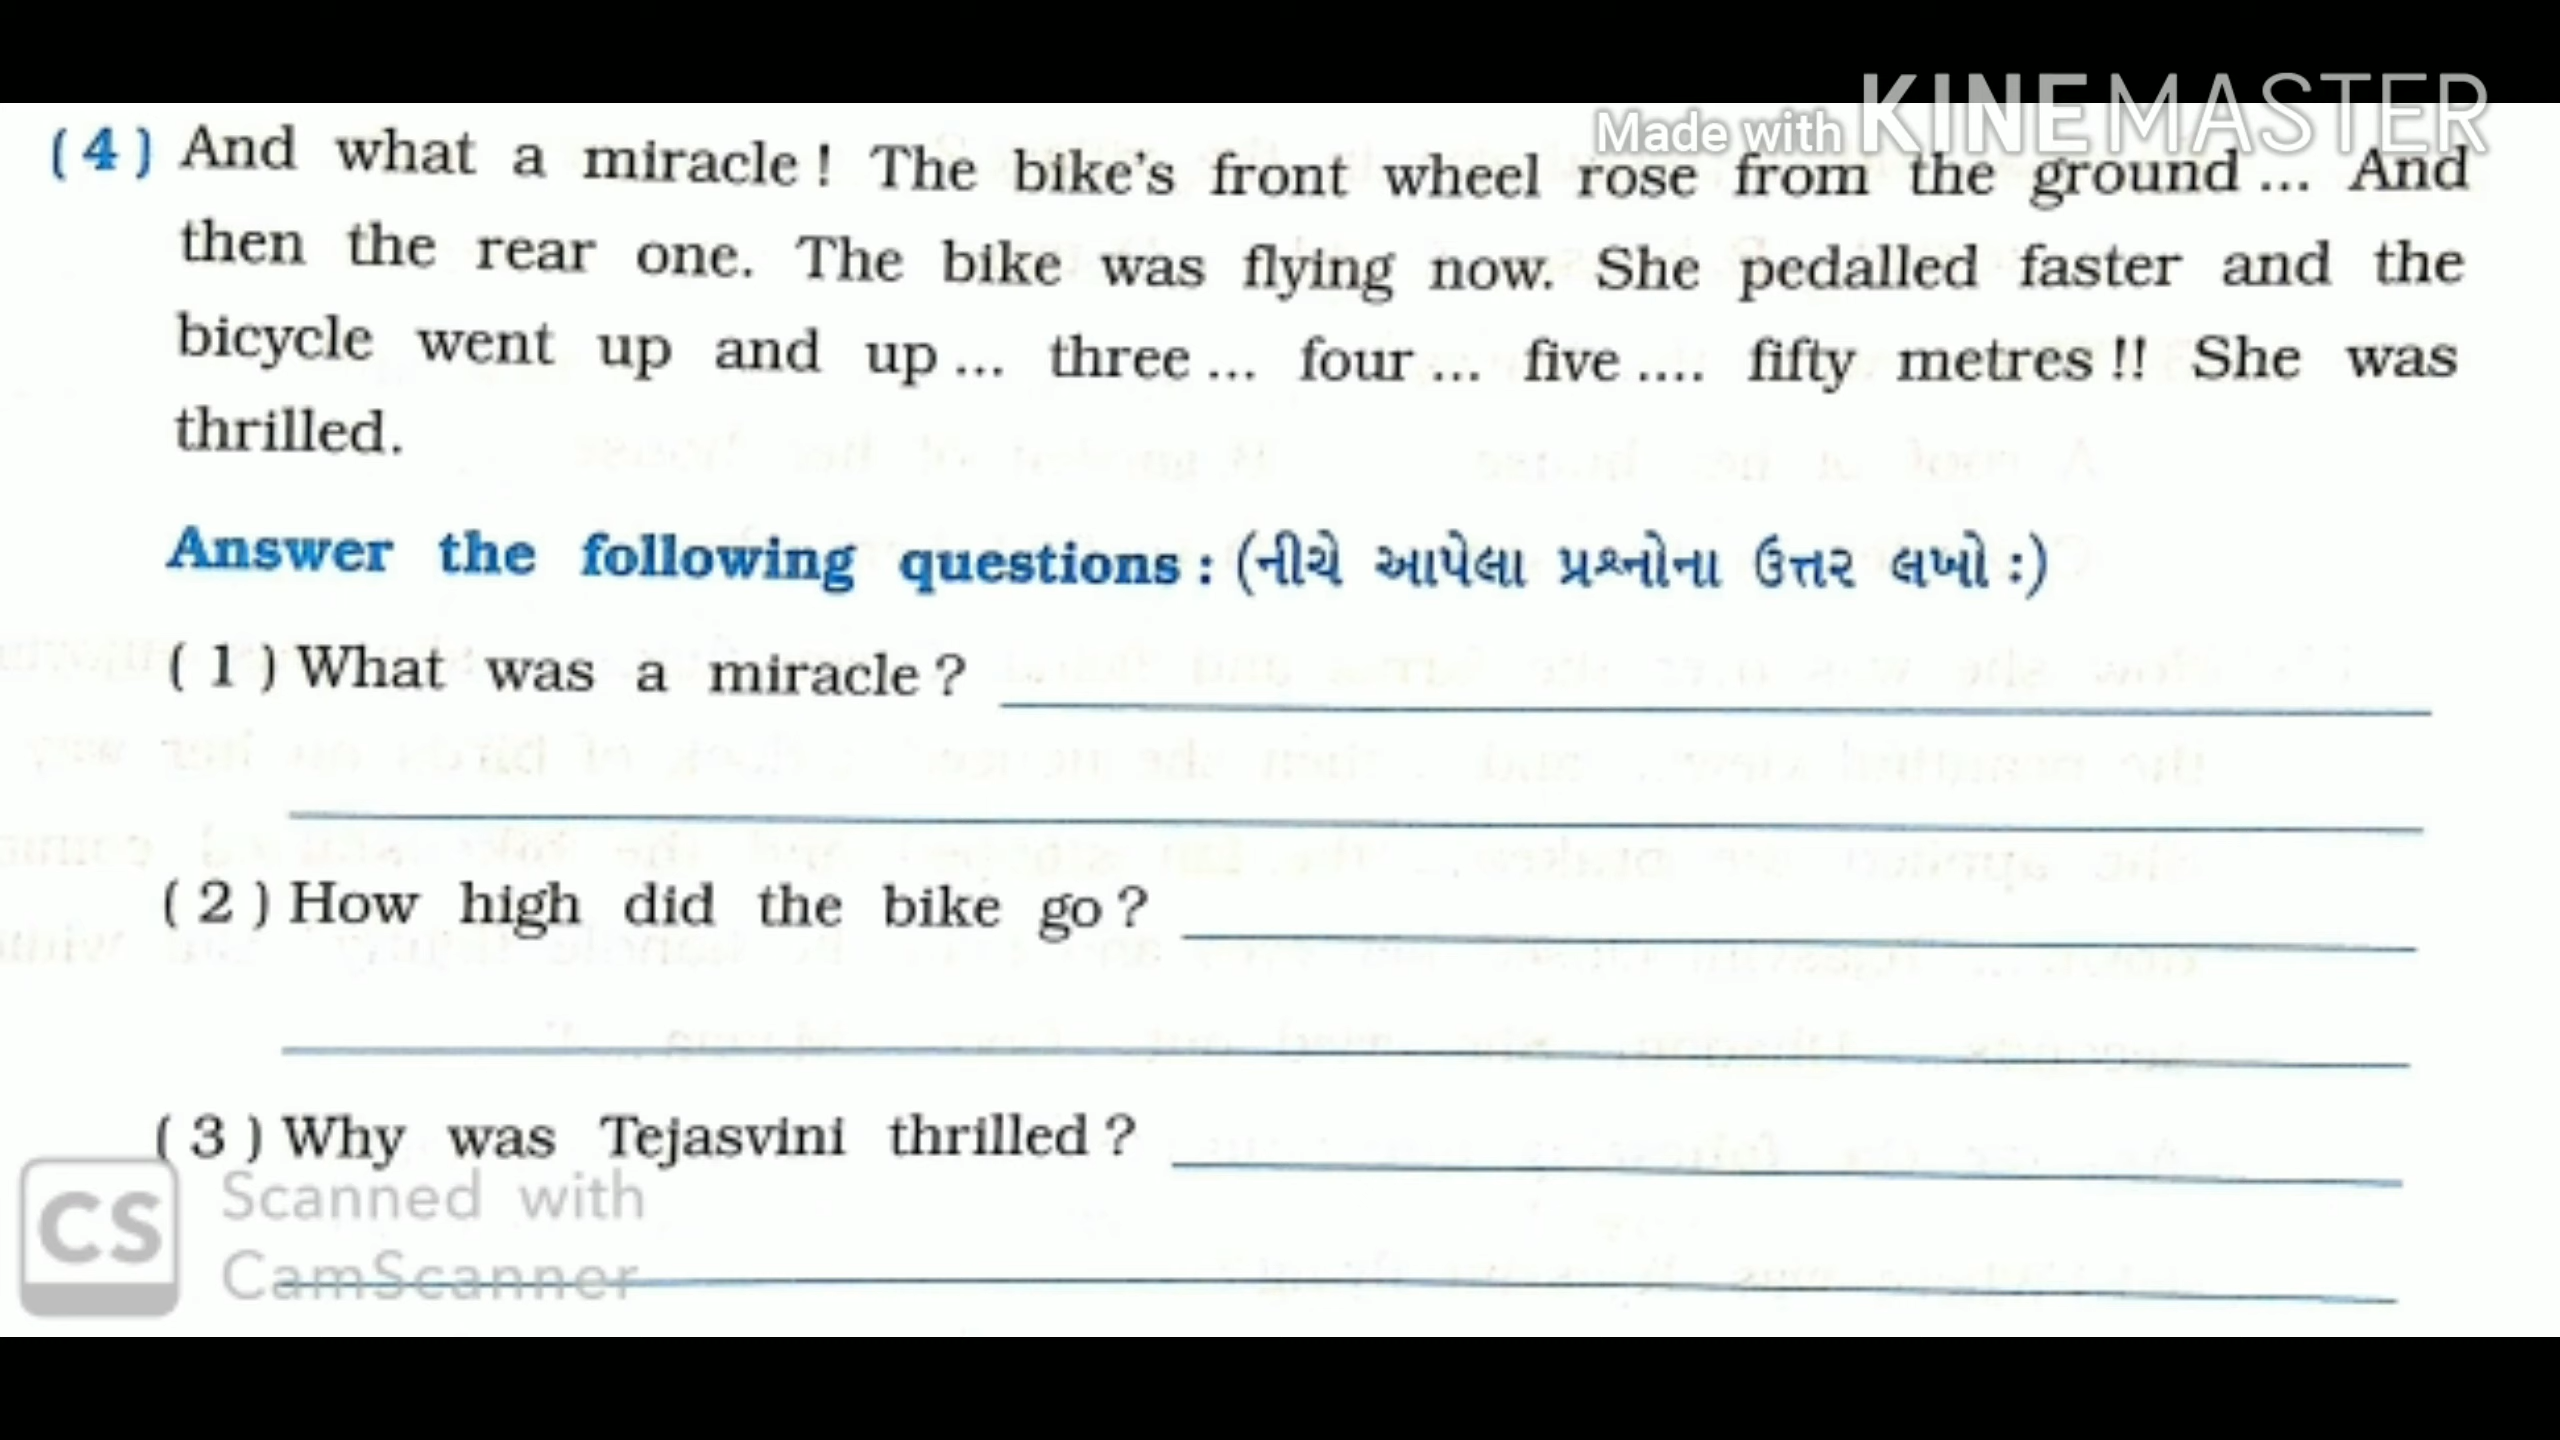 Made with KINEMASTER
(4) And what a miracle! The bike's front wheel rose from the ground ... And
then the rear one. The bike was flying now. She pedalled faster and the
bicycle went up and up ... three ... four ... five .... fifty metres !! She was
thrilled.
Answer the following questions : (નીચે આપેલા પ્રશ્નોના ઉત્તર લખો :)
(1) What was a miracle ?
(2) How high did the bike go ?
(3) Why was Tejasvini thrilled ?
CS Scanned with
CamScanner